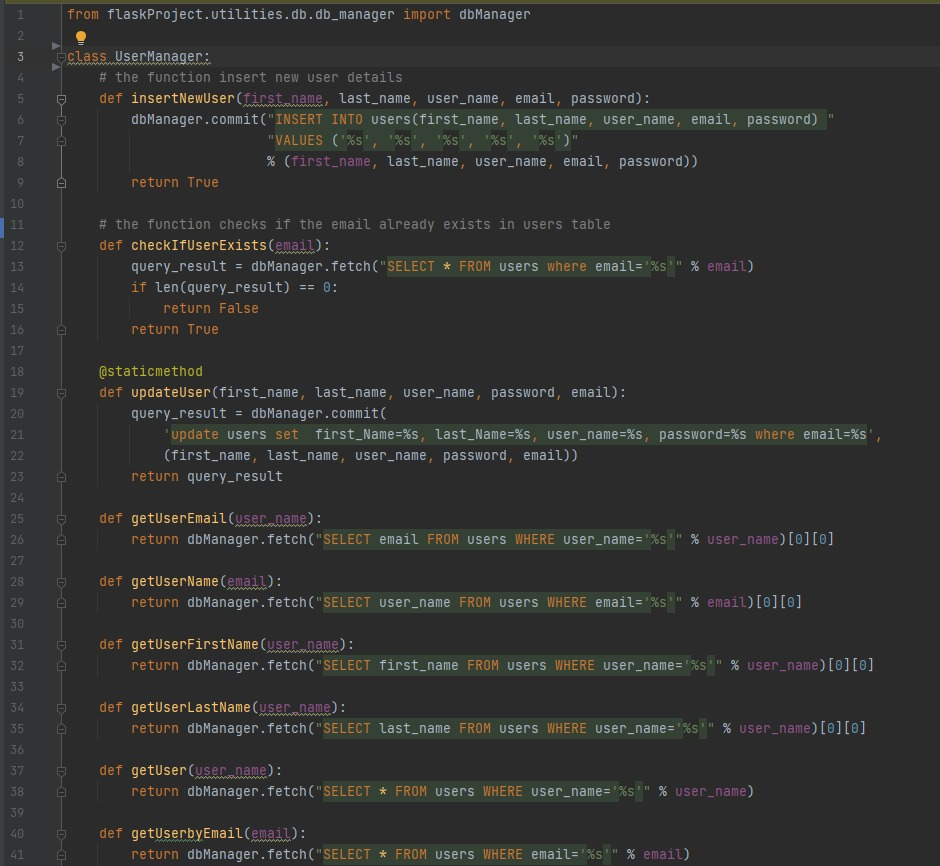 1 from flaskProject.utilities.db.db_manager import dbManager
2
3 class UserManager:
4     # the function insert new user details
5     def insertNewUser(first_name, last_name, user_name, email, password):
6         dbManager.commit("INSERT INTO users(first_name, last_name, user_name, email, password) "
7                          "VALUES ('%s', '%s', '%s', '%s', '%s')"
8                          % (first_name, last_name, user_name, email, password))
9         return True
10
11     # the function checks if the email already exists in users table
12     def checkIfUserExists(email):
13         query_result = dbManager.fetch("SELECT * FROM users where email='%s'" % email)
14         if len(query_result) == 0:
15             return False
16         return True
17
18     @staticmethod
19     def updateUser(first_name, last_name, user_name, password, email):
20         query_result = dbManager.commit(
21             'update users set  first_Name=%s, last_Name=%s, user_name=%s, password=%s where email=%s',
22             (first_name, last_name, user_name, password, email))
23         return query_result
24
25     def getUserEmail(user_name):
26         return dbManager.fetch("SELECT email FROM users WHERE user_name='%s'" % user_name)[0][0]
27
28     def getUserName(email):
29         return dbManager.fetch("SELECT user_name FROM users WHERE email='%s'" % email)[0][0]
30
31     def getUserFirstName(user_name):
32         return dbManager.fetch("SELECT first_name FROM users WHERE user_name='%s'" % user_name)[0][0]
33
34     def getUserLastName(user_name):
35         return dbManager.fetch("SELECT last_name FROM users WHERE user_name='%s'" % user_name)[0][0]
36
37     def getUser(user_name):
38         return dbManager.fetch("SELECT * FROM users WHERE user_name='%s'" % user_name)
39
40     def getUserbyEmail(email):
41         return dbManager.fetch("SELECT * FROM users WHERE email='%s'" % email)